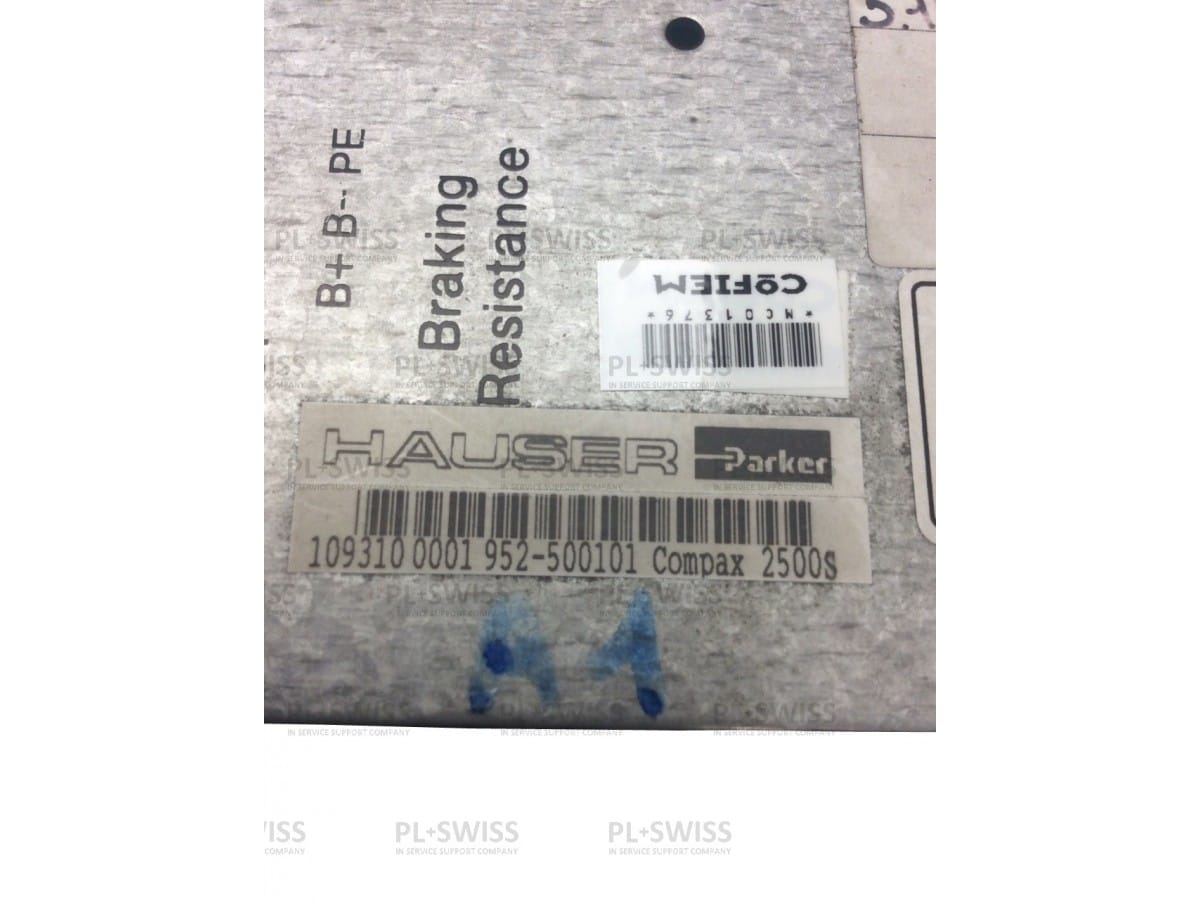 B+ B- PE
Braking
Resistance
COFIEM
*MC01376*
HAUSER Parker
109310 0001 952-500101 Compax 2500S
A1
PL+SWISS
IN SERVICE SUPPORT COMPANY